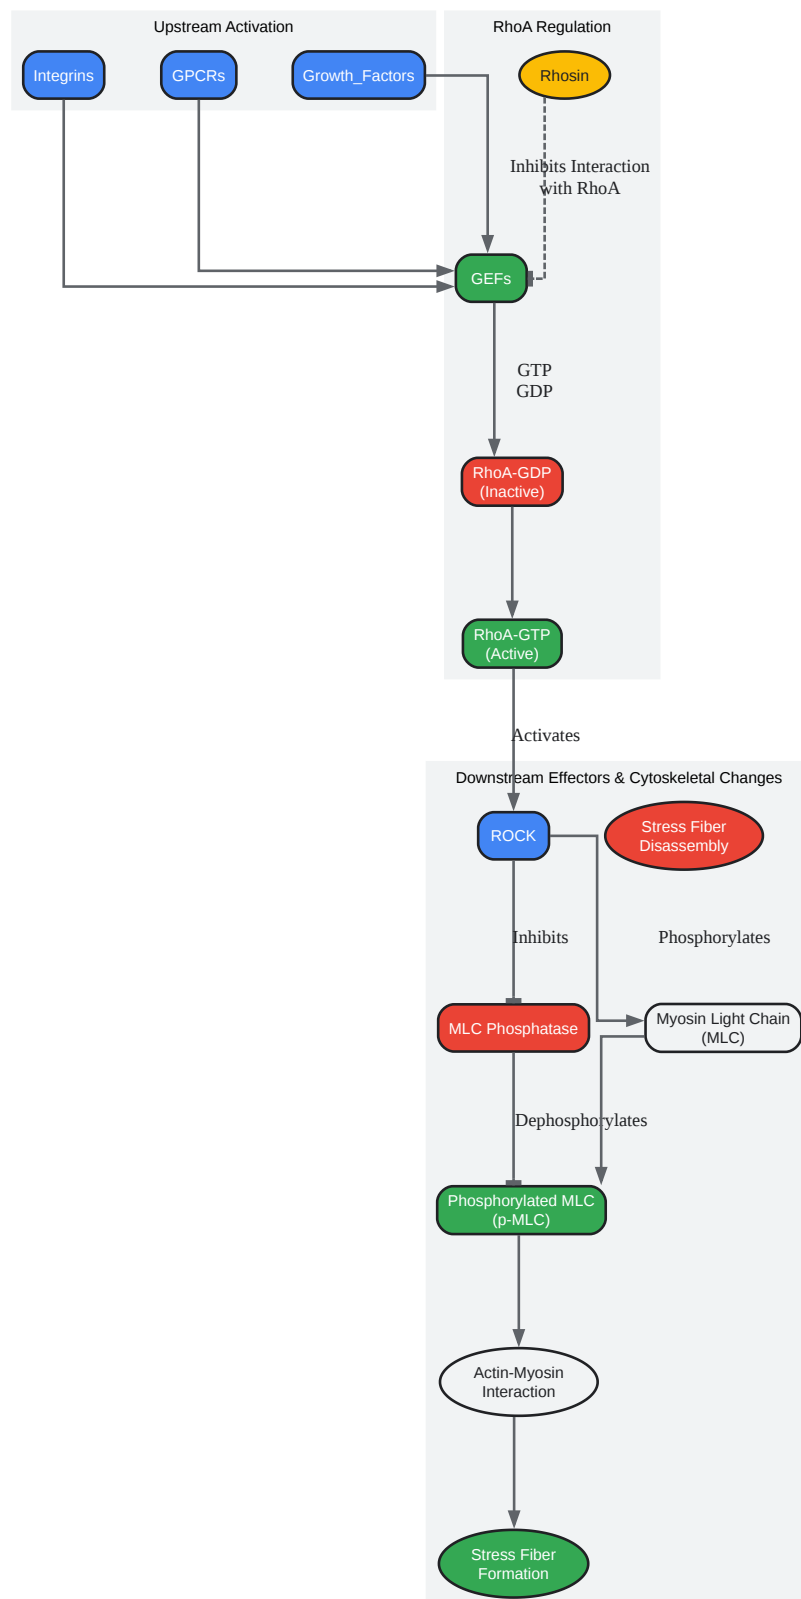 Upstream Activation
RhoA Regulation
Integrins
GPCRs
Growth_Factors
Rhosin
Inhibits Interaction
with RhoA
GEFs
GTP
GDP
RhoA-GDP
(Inactive)
RhoA-GTP
(Active)
Activates
Downstream Effectors & Cytoskeletal Changes
ROCK
Stress Fiber
Disassembly
Inhibits
Phosphorylates
MLC Phosphatase
Myosin Light Chain
(MLC)
Dephosphorylates
Phosphorylated MLC
(p-MLC)
Actin-Myosin
Interaction
Stress Fiber
Formation